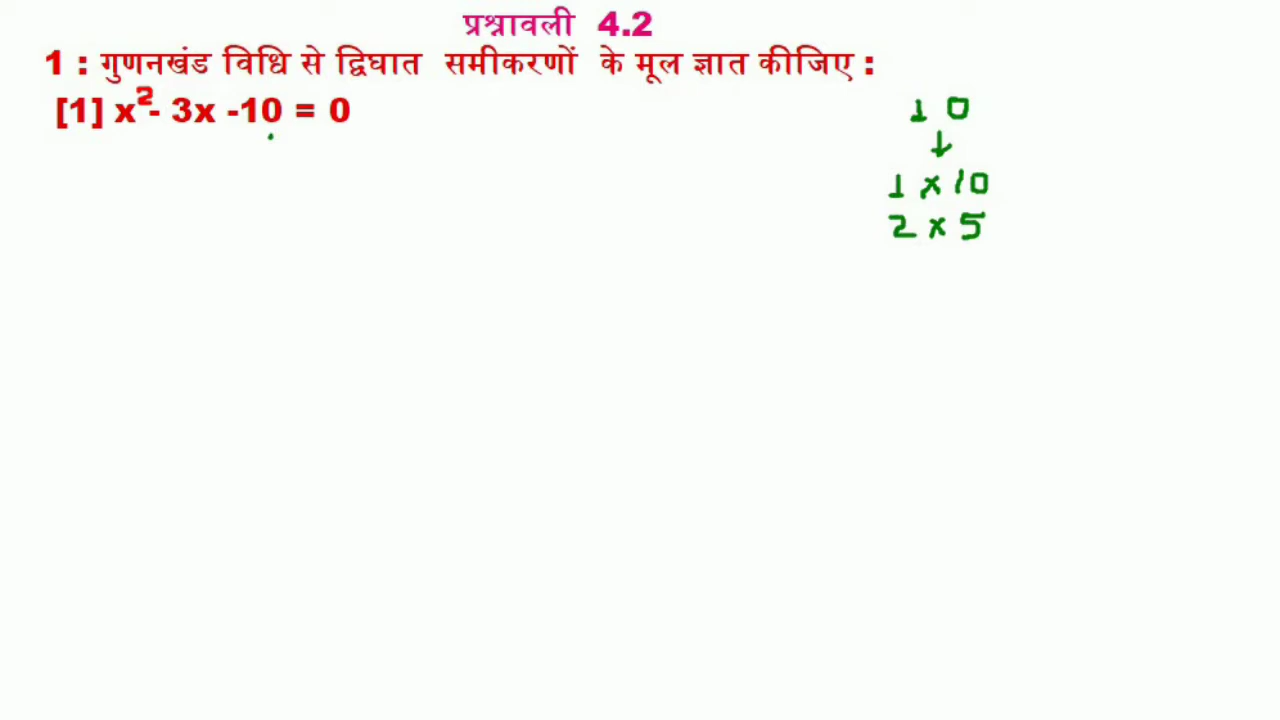 प्रश्नावली 4.2
1 : गुणनखंड विधि से द्विघात समीकरणों के मूल ज्ञात कीजिए :
[1] x²- 3x -10 = 0
10
↓
1 × 10
2 × 5